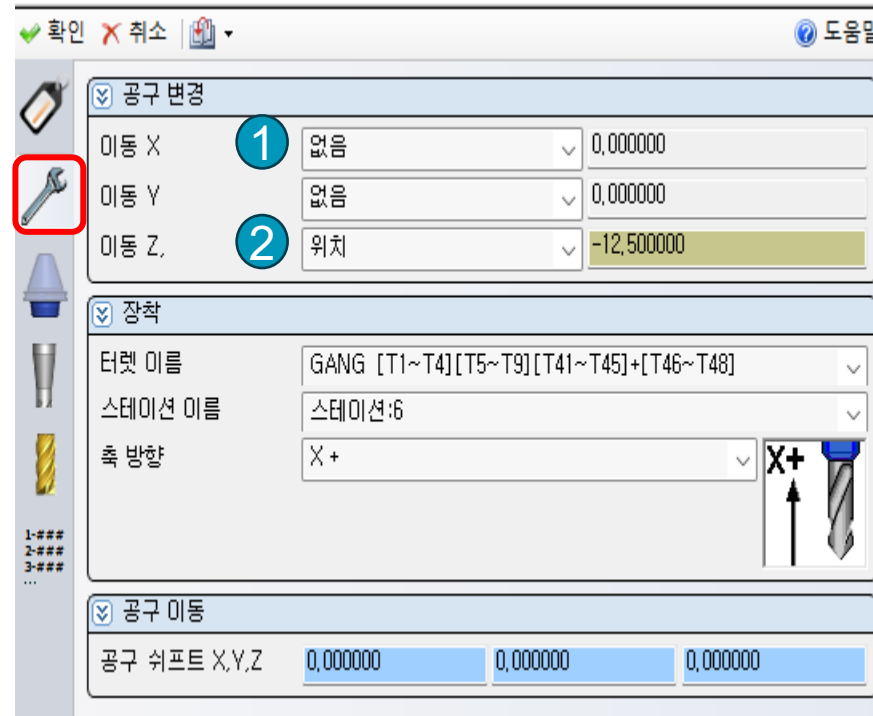 확인 취소 도움말
공구 변경
이동 X 1 없음 0,000000
이동 Y 없음 0,000000
이동 Z, 2 위치 -12,500000
장착
터렛 이름 GANG [T1~T4][T5~T9][T41~T45]+[T46~T48]
스테이션 이름 스테이션:6
축 방향 X + X+
1-###
2-###
3-###
...
공구 이동
공구 쉬프트 X,Y,Z 0,000000 0,000000 0,000000